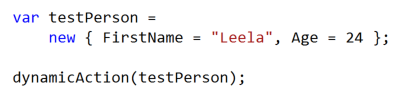 var testPerson =
    new { FirstName = "Leela", Age = 24 };
dynamicAction(testPerson);